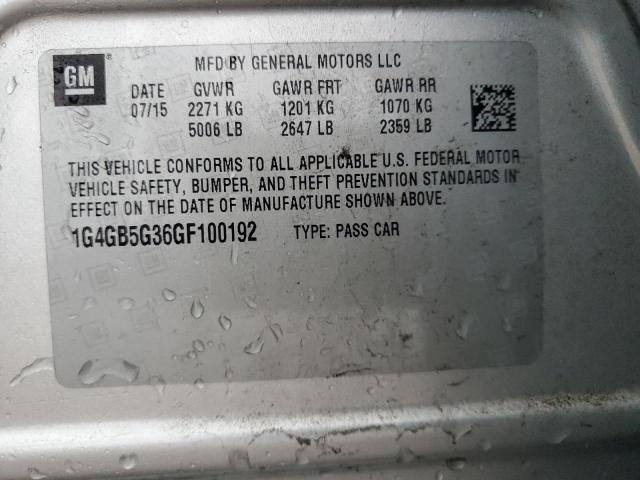 GM
MFD BY GENERAL MOTORS LLC
DATE GVWR GAWR FRT GAWR RR
07/15 2271 KG 1201 KG 1070 KG
5006 LB 2647 LB 2359 LB
THIS VEHICLE CONFORMS TO ALL APPLICABLE U.S. FEDERAL MOTOR
VEHICLE SAFETY, BUMPER, AND THEFT PREVENTION STANDARDS IN
EFFECT ON THE DATE OF MANUFACTURE SHOWN ABOVE.
1G4GB5G36GF100192 TYPE: PASS CAR